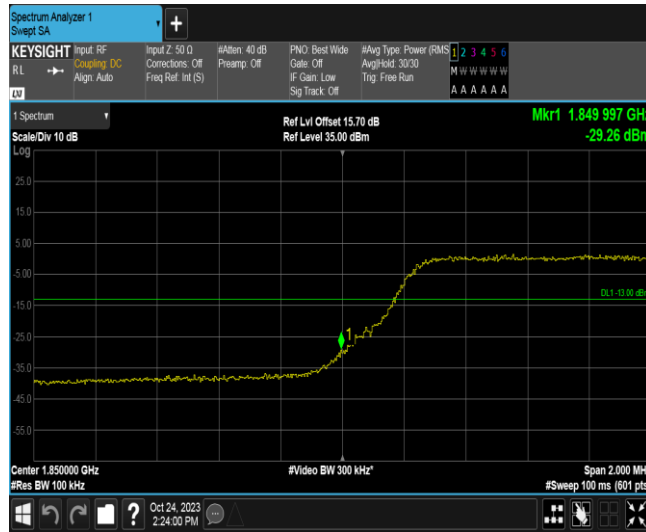 Spectrum Analyzer 1
Swept SA
+
KEYSIGHT
RL
LXI
Input: RF
Coupling: DC
Align: Auto
Input Z: 50 Ω
Corrections: Off
Freq Ref: Int (S)
#Atten: 40 dB
Preamp: Off
PNO: Best Wide
Gate: Off
IF Gain: Low
Sig Track: Off
#Avg Type: Power (RMS
Avg|Hold: 30/30
Trig: Free Run
1 2 3 4 5 6
M W W W W W
A A A A A A
1 Spectrum
Scale/Div 10 dB
Log
Ref Lvl Offset 15.70 dB
Ref Level 35.00 dBm
Mkr1 1.849 997 GHz
-29.26 dBm
25.0
15.0
5.00
-5.00
-15.0
-25.0
-35.0
-45.0
-55.0
DL1 -13.00 dBm
1
Center 1.850000 GHz
#Res BW 100 kHz
#Video BW 300 kHz*
Span 2.000 MH
#Sweep 100 ms (601 pts
?
Oct 24, 2023
2:24:00 PM